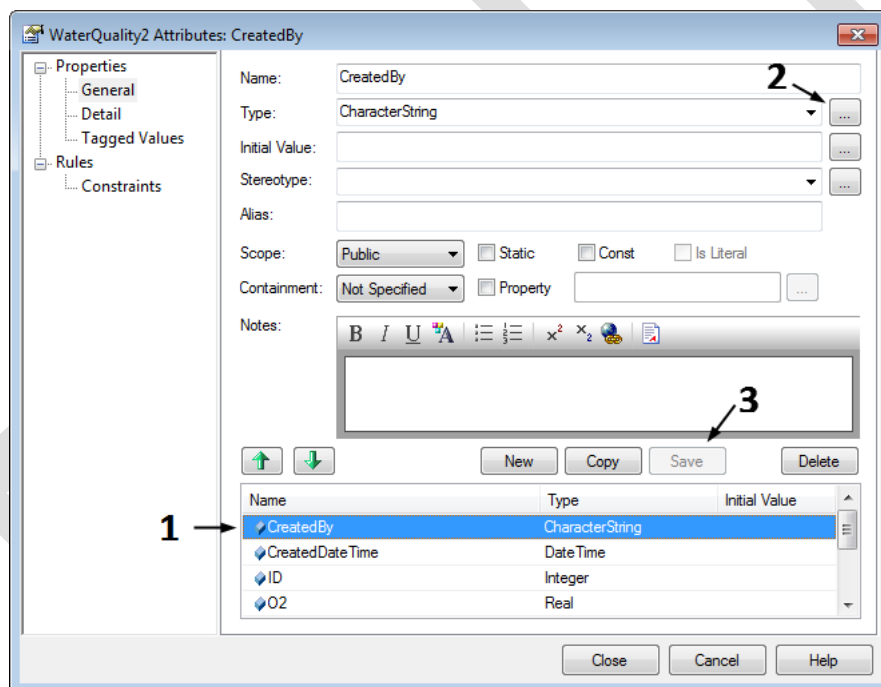 WaterQuality2 Attributes: CreatedBy
Properties
General
Detail
Tagged Values
Rules
Constraints
Name: CreatedBy
2
Type: CharacterString ...
Initial Value: ...
Stereotype: ...
Alias:
Scope: Public Static Const Is Literal
Containment: Not Specified Property ...
Notes: B I U A x² x₂
3
New Copy Save Delete
Name Type Initial Value
1 CreatedBy CharacterString
CreatedDateTime DateTime
ID Integer
O2 Real
Close Cancel Help